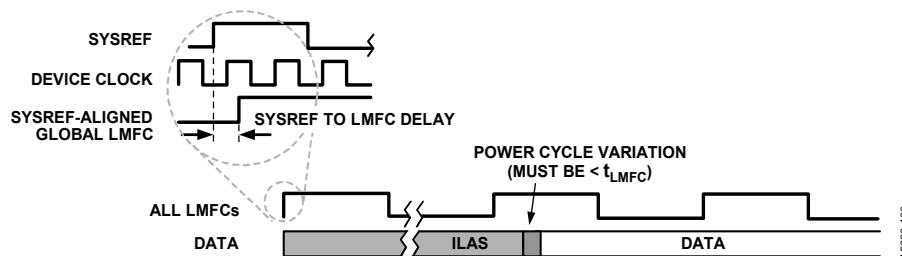 SYSREF
DEVICE CLOCK
SYSREF-ALIGNED
GLOBAL LMFC
SYSREF TO LMFC DELAY
POWER CYCLE VARIATION
(MUST BE < tLMFC)
ALL LMFCs
DATA
ILAS
DATA